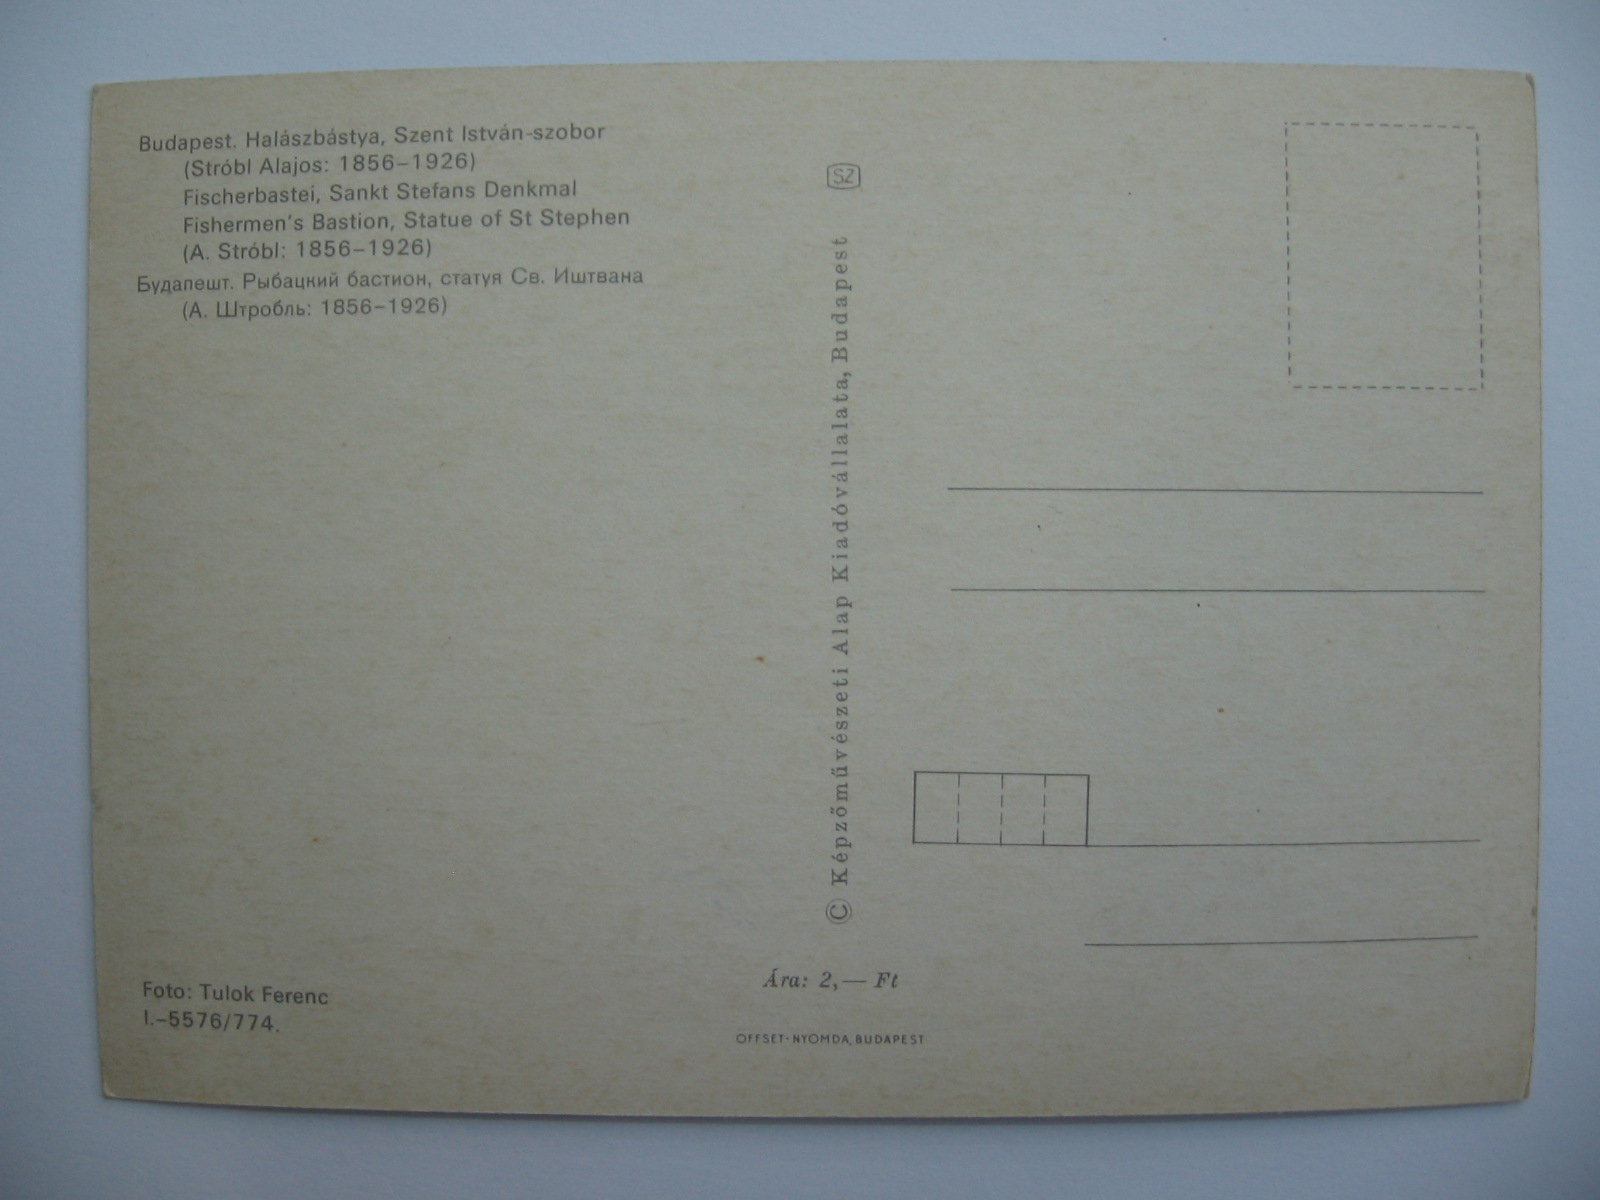 Budapest. Halászbástya, Szent István-szobor
(Stróbl Alajos: 1856–1926)
Fischerbastei, Sankt Stefans Denkmal
Fishermen's Bastion, Statue of St Stephen
(A. Stróbl: 1856–1926)
Будапешт. Рыбацкий бастион, статуя Св. Иштвана
(А. Штробль: 1856–1926)
Foto: Tulok Ferenc
I.–5576/774.
SZ
© Képzőművészeti Alap Kiadóvállalata, Budapest
Ára: 2,— Ft
OFFSET-NYOMDA, BUDAPEST